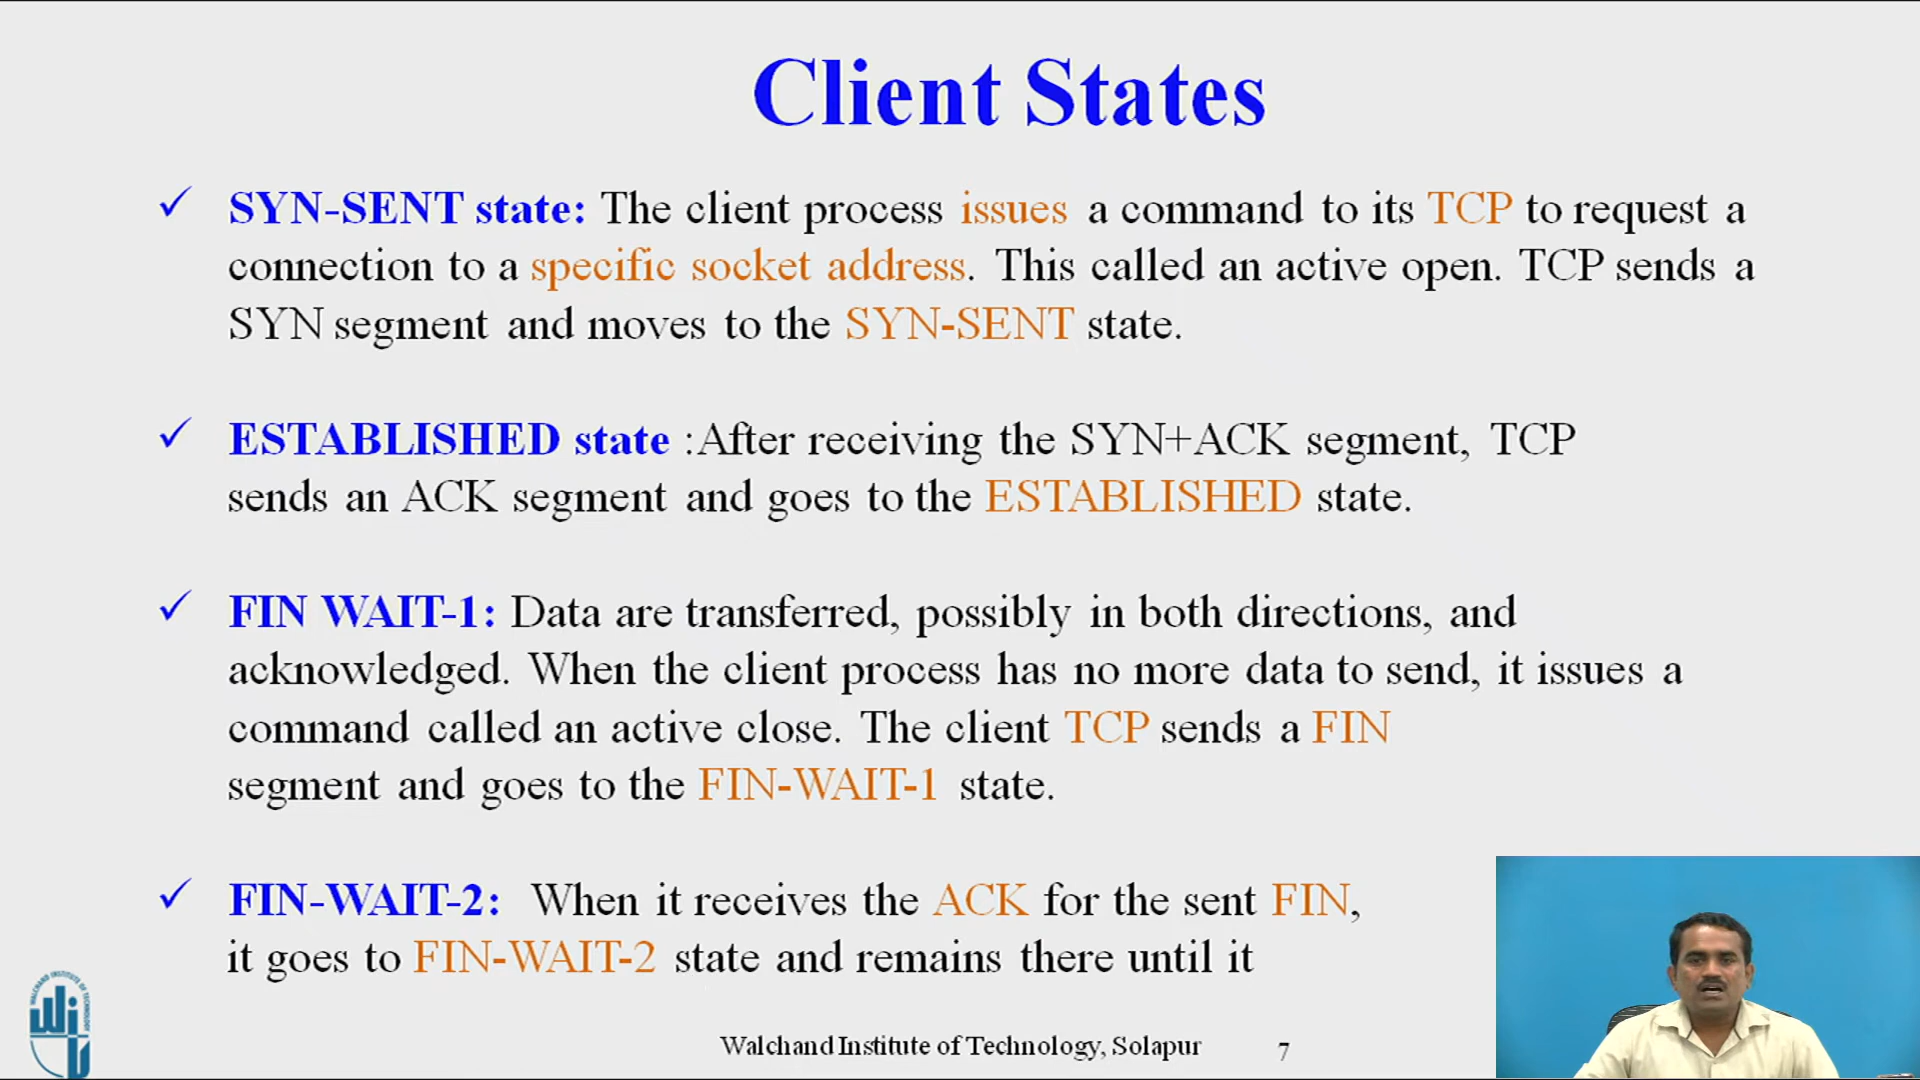 Client States
✓ SYN-SENT state: The client process issues a command to its TCP to request a
connection to a specific socket address. This called an active open. TCP sends a
SYN segment and moves to the SYN-SENT state.
✓ ESTABLISHED state :After receiving the SYN+ACK segment, TCP
sends an ACK segment and goes to the ESTABLISHED state.
✓ FIN WAIT-1: Data are transferred, possibly in both directions, and
acknowledged. When the client process has no more data to send, it issues a
command called an active close. The client TCP sends a FIN
segment and goes to the FIN-WAIT-1 state.
✓ FIN-WAIT-2: When it receives the ACK for the sent FIN,
it goes to FIN-WAIT-2 state and remains there until it
WALCHAND INSTITUTE OF TECHNOLOGY
Walchand Institute of Technology, Solapur 7